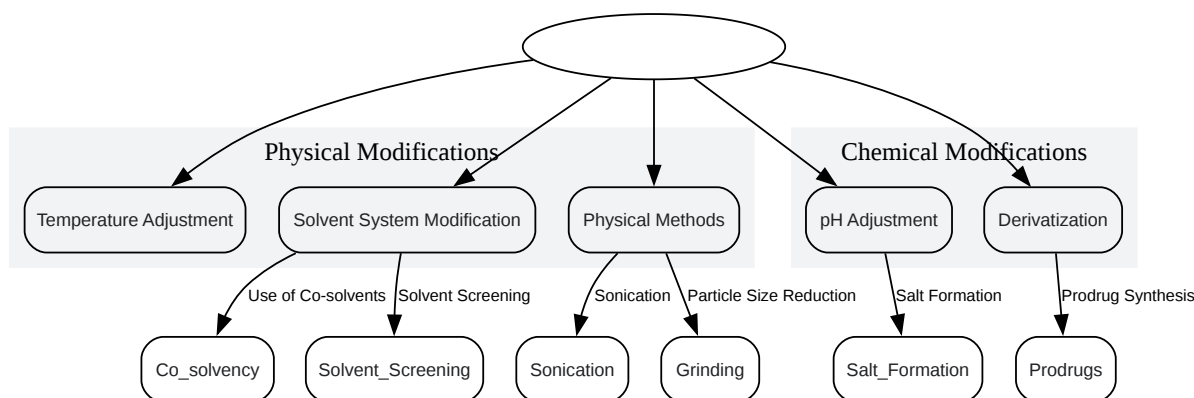 Physical Modifications
Chemical Modifications
Temperature Adjustment
Solvent System Modification
Physical Methods
pH Adjustment
Derivatization
Use of Co-solvents
Solvent Screening
Sonication
Particle Size Reduction
Salt Formation
Prodrug Synthesis
Co_solvency
Solvent_Screening
Sonication
Grinding
Salt_Formation
Prodrugs